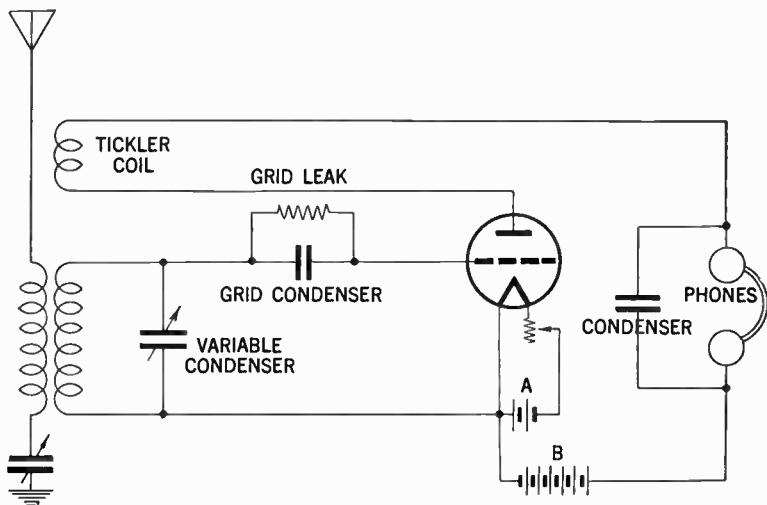 TICKLER
COIL
GRID LEAK
GRID CONDENSER
VARIABLE
CONDENSER
PHONES
CONDENSER
A
B